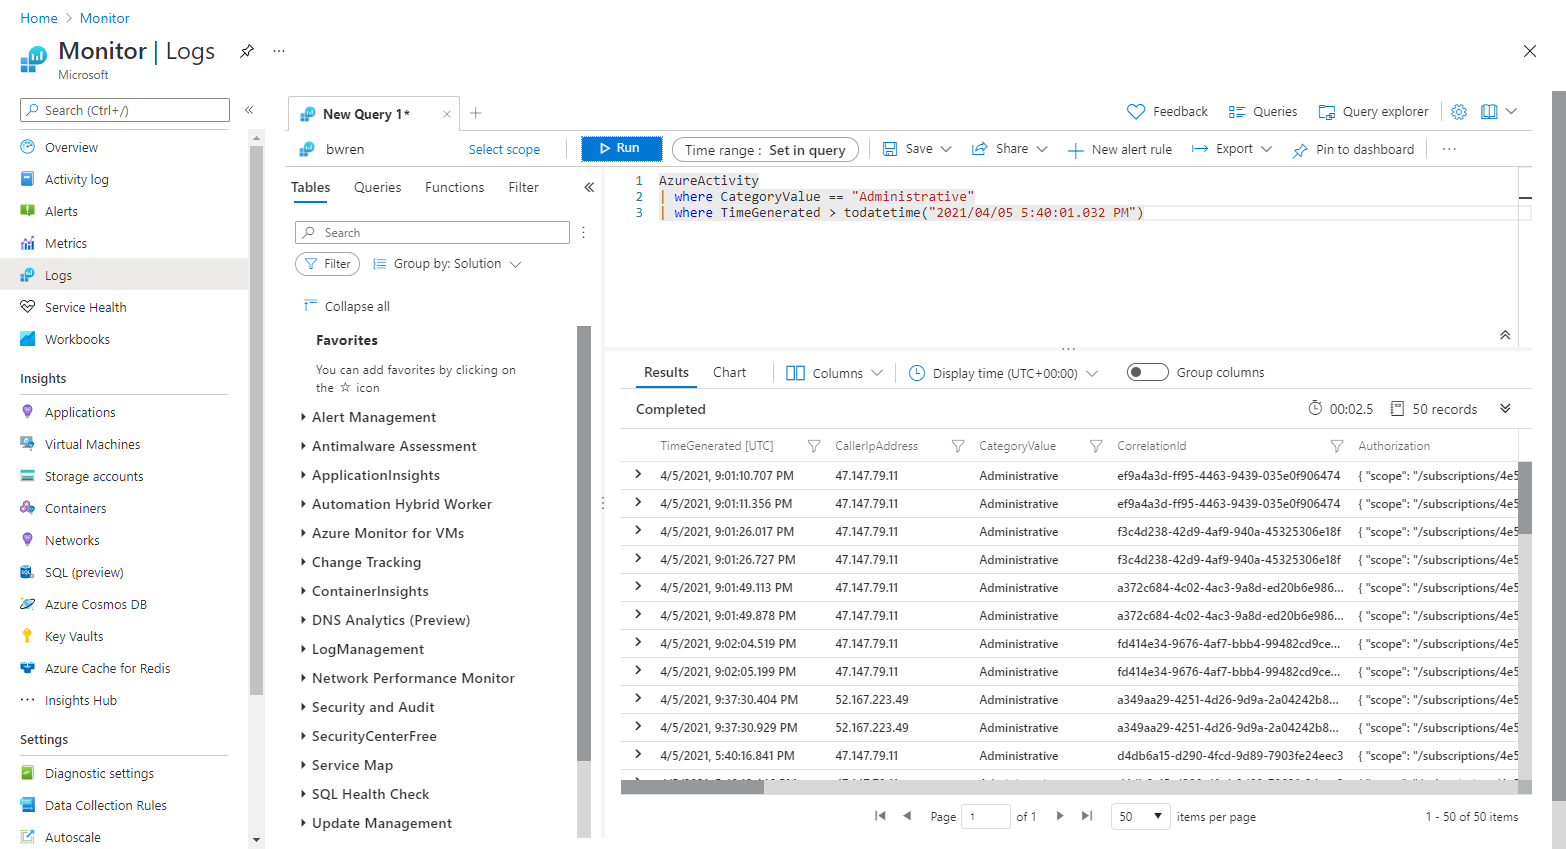 Home > Monitor
Monitor | Logs ...
Microsoft
Search (Ctrl+/)
Overview
Activity log
Alerts
Metrics
Logs
Service Health
Workbooks
Insights
Applications
Virtual Machines
Storage accounts
Containers
Networks
SQL (preview)
Azure Cosmos DB
Key Vaults
Azure Cache for Redis
Insights Hub
Settings
Diagnostic settings
Data Collection Rules
Autoscale
New Query 1*
Feedback Queries Query explorer
bwren Select scope Run Time range : Set in query Save Share New alert rule Export Pin to dashboard ...
Tables Queries Functions Filter
Search
Filter Group by: Solution
Collapse all
Favorites
You can add favorites by clicking on
the ☆ icon
Alert Management
Antimalware Assessment
ApplicationInsights
Automation Hybrid Worker
Azure Monitor for VMs
Change Tracking
ContainerInsights
DNS Analytics (Preview)
LogManagement
Network Performance Monitor
Security and Audit
SecurityCenterFree
Service Map
SQL Health Check
Update Management
1 AzureActivity
2 | where CategoryValue == "Administrative"
3 | where TimeGenerated > todatetime("2021/04/05 5:40:01.032 PM")
Results Chart Columns Display time (UTC+00:00) Group columns
Completed 00:02.5 50 records
TimeGenerated [UTC] CallerIpAddress CategoryValue CorrelationId Authorization
4/5/2021, 9:01:10.707 PM 47.147.79.11 Administrative ef9a4a3d-ff95-4463-9439-035e0f906474 { "scope": "/subscriptions/4e5
4/5/2021, 9:01:11.356 PM 47.147.79.11 Administrative ef9a4a3d-ff95-4463-9439-035e0f906474 { "scope": "/subscriptions/4e5
4/5/2021, 9:01:26.017 PM 47.147.79.11 Administrative f3c4d238-42d9-4af9-940a-45325306e18f { "scope": "/subscriptions/4e5
4/5/2021, 9:01:26.727 PM 47.147.79.11 Administrative f3c4d238-42d9-4af9-940a-45325306e18f { "scope": "/subscriptions/4e5
4/5/2021, 9:01:49.113 PM 47.147.79.11 Administrative a372c684-4c02-4ac3-9a8d-ed20b6e986... { "scope": "/subscriptions/4e5
4/5/2021, 9:01:49.878 PM 47.147.79.11 Administrative a372c684-4c02-4ac3-9a8d-ed20b6e986... { "scope": "/subscriptions/4e5
4/5/2021, 9:02:04.519 PM 47.147.79.11 Administrative fd414e34-9676-4af7-bbb4-99482cd9ce... { "scope": "/subscriptions/4e5
4/5/2021, 9:02:05.199 PM 47.147.79.11 Administrative fd414e34-9676-4af7-bbb4-99482cd9ce... { "scope": "/subscriptions/4e5
4/5/2021, 9:37:30.404 PM 52.167.223.49 Administrative a349aa29-4251-4d26-9d9a-2a04242b8... { "scope": "/subscriptions/4e5
4/5/2021, 9:37:30.929 PM 52.167.223.49 Administrative a349aa29-4251-4d26-9d9a-2a04242b8... { "scope": "/subscriptions/4e5
4/5/2021, 5:40:16.841 PM 47.147.79.11 Administrative d4db6a15-d290-4fcd-9d89-7903fe24eec3 { "scope": "/subscriptions/4e5
Page 1 of 1 50 items per page 1 - 50 of 50 items